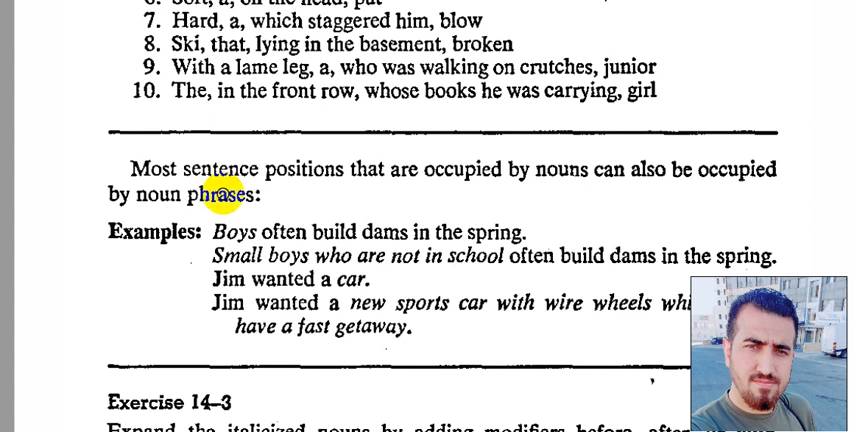 7. Hard, a, which staggered him, blow
8. Ski, that, lying in the basement, broken
9. With a lame leg, a, who was walking on crutches, junior
10. The, in the front row, whose books he was carrying, girl
Most sentence positions that are occupied by nouns can also be occupied
by noun phrases:
Examples: Boys often build dams in the spring.
Small boys who are not in school often build dams in the spring.
Jim wanted a car.
Jim wanted a new sports car with wire wheels
have a fast getaway.
Exercise 14–3
Expand the italicized nouns by adding modifiers before, after